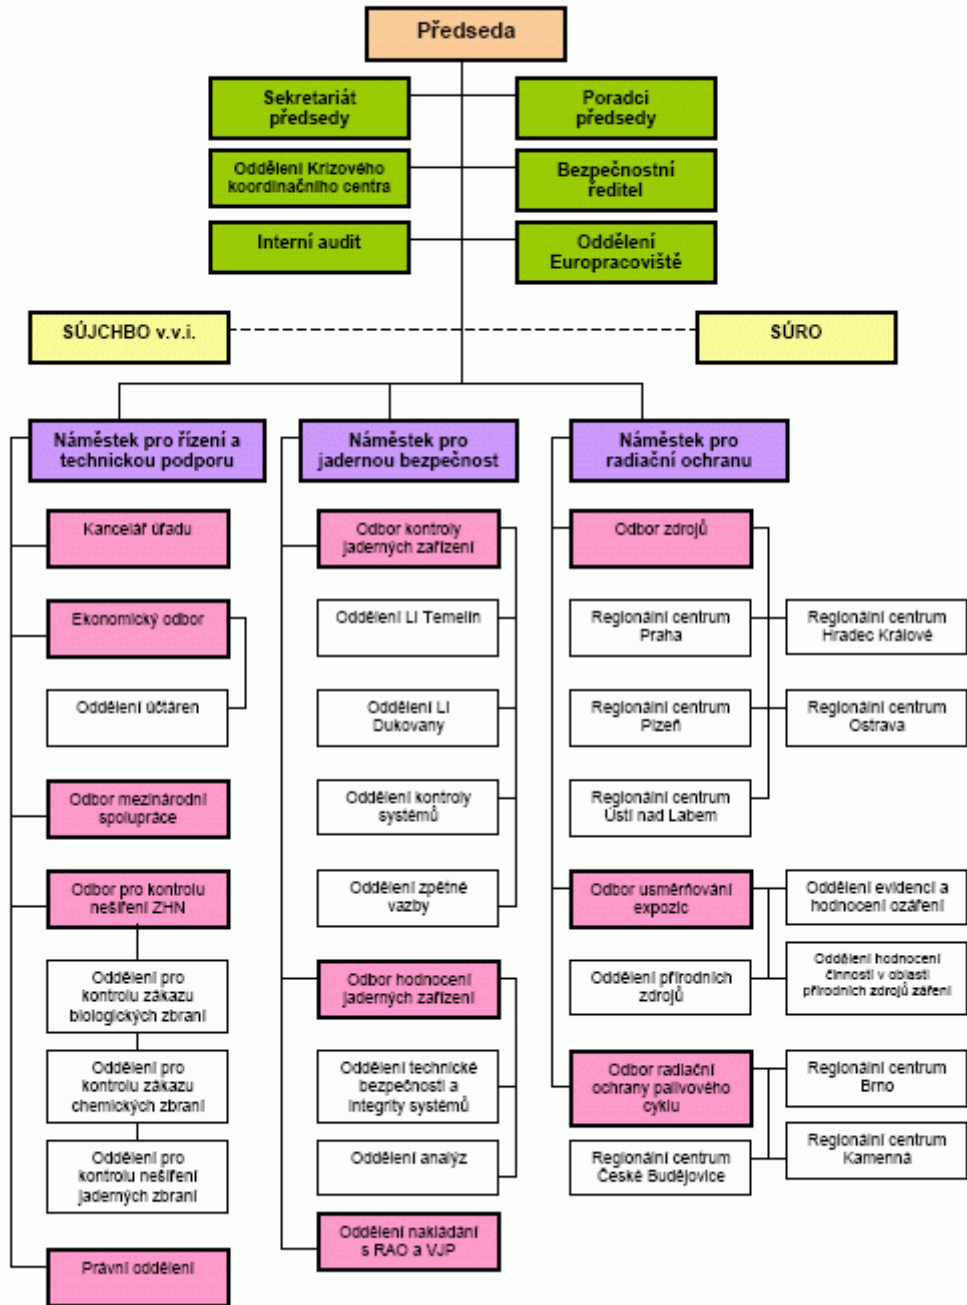 Předseda
Sekretariát
předsedy
Poradci
předsedy
Oddělení Krizového
koordinačního centra
Bezpečnostní
ředitel
Interní audit
Oddělení
Europracoviště
SÚJCHBO v.v.i.
SÚRO
Náměstek pro řízení a
technickou podporu
Náměstek pro
jadernou bezpečnost
Náměstek pro
radiační ochranu
Kancelář úřadu
Ekonomický odbor
Oddělení účtáren
Odbor mezinárodní
spolupráce
Odbor pro kontrolu
nešíření ZHN
Oddělení pro
kontrolu zákazu
biologických zbraní
Oddělení pro
kontrolu zákazu
chemických zbraní
Oddělení pro
kontrolu nešíření
jaderných zbraní
Právní oddělení
Odbor kontroly
jaderných zařízení
Oddělení LI Temelín
Oddělení LI
Dukovany
Oddělení kontroly
systémů
Oddělení zpětné
vazby
Odbor hodnocení
jaderných zařízení
Oddělení technické
bezpečnosti a
integrity systémů
Oddělení analýz
Oddělení nakládání
s RAO a VJP
Odbor zdrojů
Regionální centrum
Praha
Regionální centrum
Hradec Králové
Regionální centrum
Plzeň
Regionální centrum
Ostrava
Regionální centrum
Ústí nad Labem
Odbor usměrňování
expozic
Oddělení evidencí a
hodnocení ozáření
Oddělení přírodních
zdrojů
Oddělení hodnocení
činností v oblasti
přírodních zdrojů záření
Odbor radiační
ochrany palivového
cyklu
Regionální centrum
Brno
Regionální centrum
České Budějovice
Regionální centrum
Kamenná